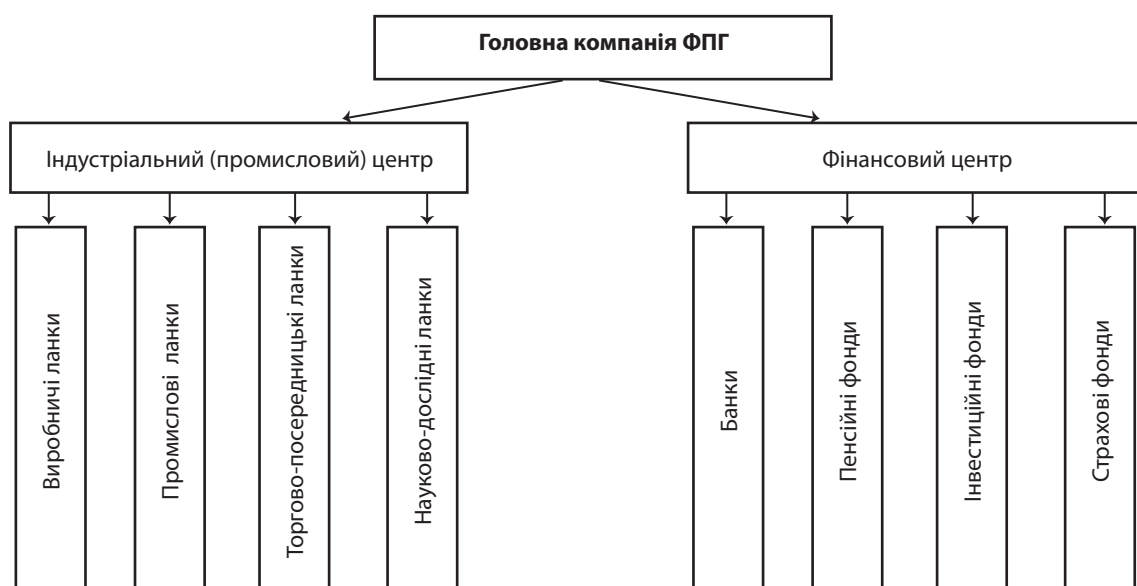 Головна компанія ФПГ
Індустріальний (промисловий) центр
Фінансовий центр
Виробничі ланки
Промислові ланки
Торгово-посередницькі ланки
Науково-дослідні ланки
Банки
Пенсійні фонди
Інвестиційні фонди
Страхові фонди